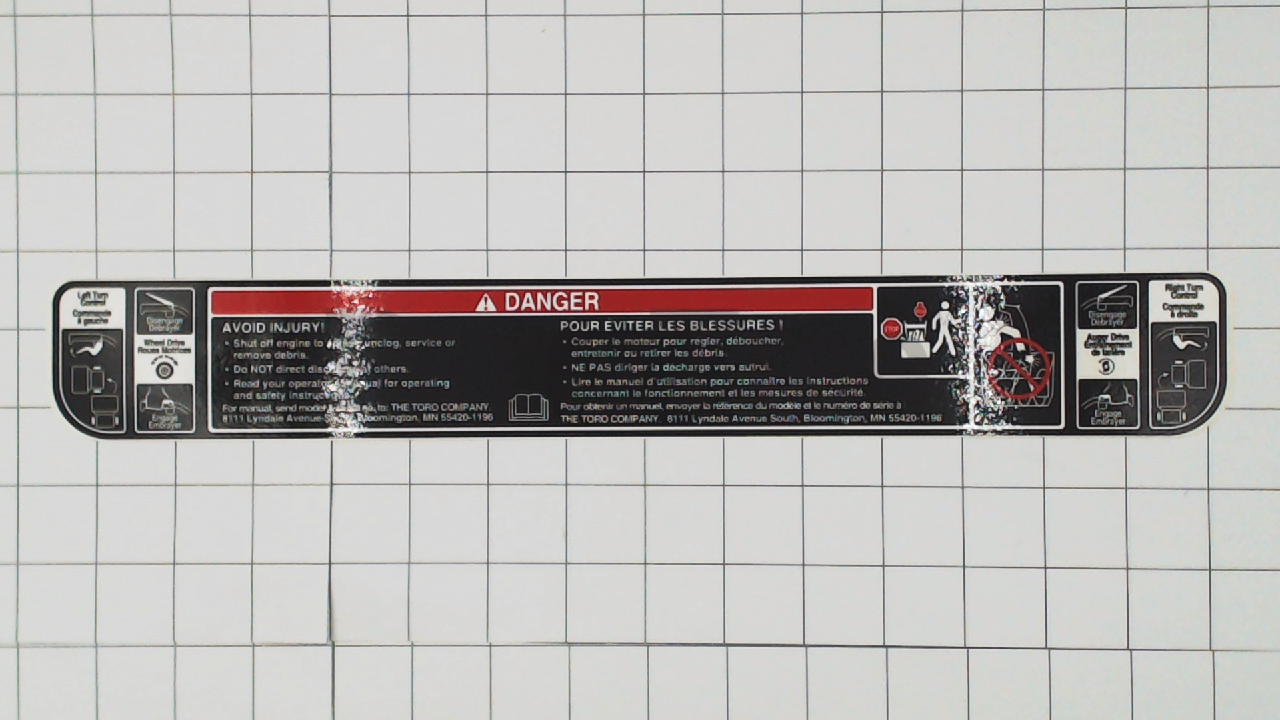 Left Turn
Control
Commande
à gauche
Disengage
Débrayer
Wheel Drive
Roues Motrices
Engage
Embrayer
DANGER
AVOID INJURY!
• Shut off engine to unclog, service or
remove debris.
• Do NOT direct at others.
• Read your manual for operating
and safety
For manual, send model no. to: THE TORO COMPANY
8111 Lyndale Avenue Bloomington, MN 55420-1196
POUR EVITER LES BLESSURES !
• Couper le moteur pour regler, déboucher,
entretenir ou retirer les débris.
• NE PAS diriger la décharge vers autrui.
• Lire le manuel d'utilisation pour connaître les instructions
concernant le fonctionnement et les mesures de sécurité.
Pour obtenir un manuel, envoyer la référence du modèle et le numéro de série à
THE TORO COMPANY. 8111 Lyndale Avenue South, Bloomington, MN 55420-1196
STOP
Disengage
Débrayer
Auger Drive
Engage
Embrayer
Right Turn
Control
Commande
à droite